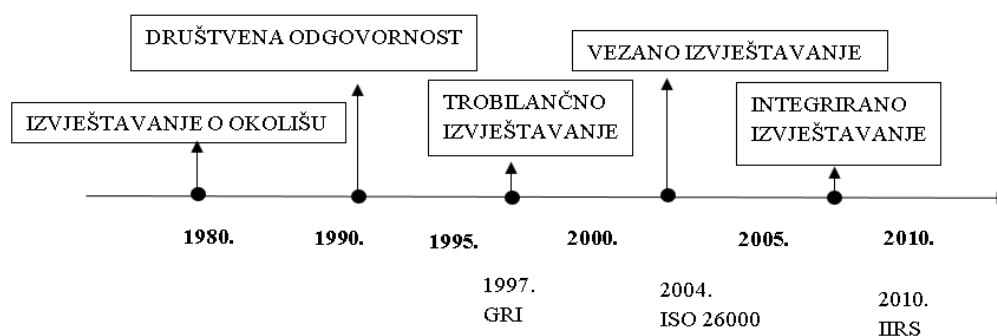 DRUŠTVENA ODGOVORNOST
VEZANO IZVJEŠTAVANJE
IZVJEŠTAVANJE O OKOLIŠU
TROBILANČNO
IZVJEŠTAVANJE
INTEGRIRANO
IZVJEŠTAVANJE
1980.
1990.
1995.
2000.
2005.
2010.
1997.
GRI
2004.
ISO 26000
2010.
IIRS